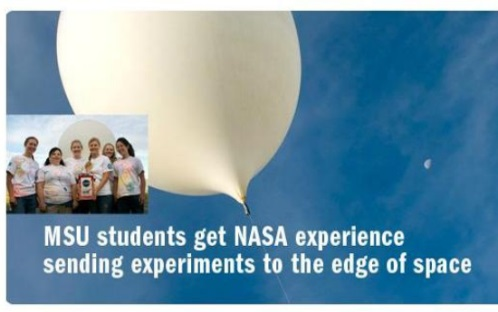 MSU students get NASA experience
sending experiments to the edge of space